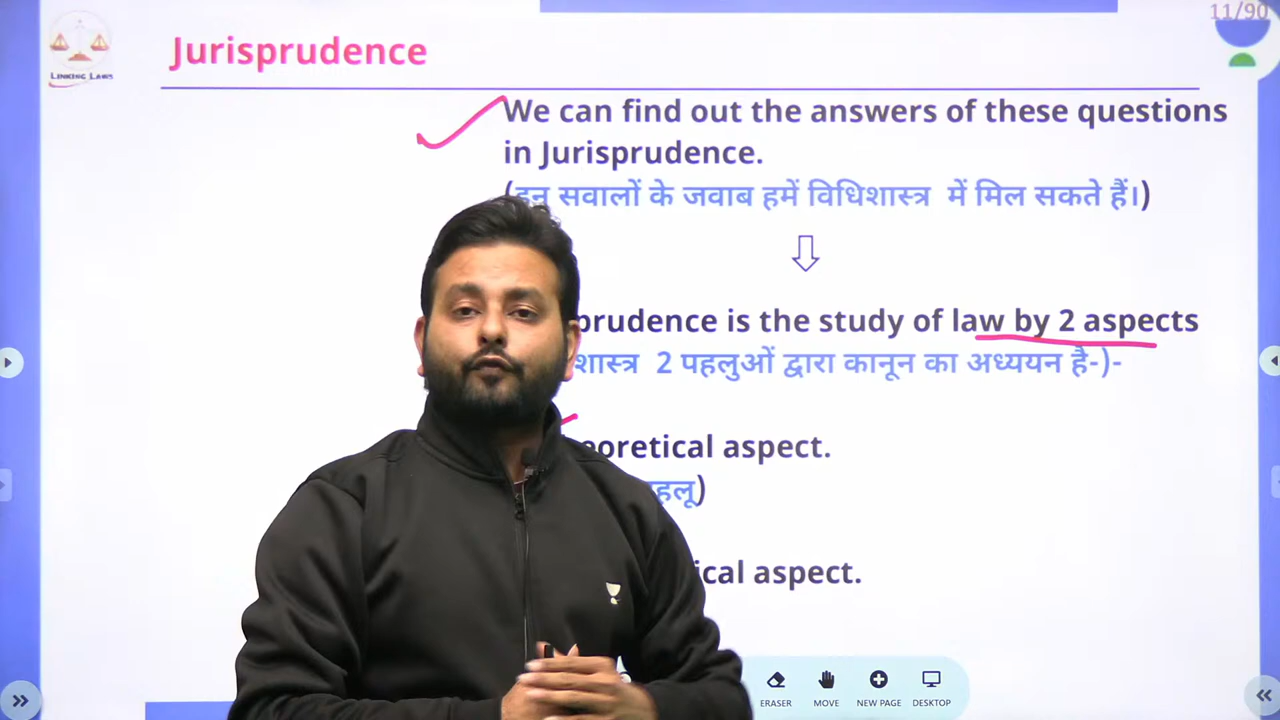 11/90
Jurisprudence
LINKING LAWS
We can find out the answers of these questions
in Jurisprudence.
(इन सवालों के जवाब हमें विधिशास्त्र में मिल सकते हैं।)
prudence is the study of law by 2 aspects
शास्त्र 2 पहलुओं द्वारा कानून का अध्ययन है-)-
eoretical aspect.
हलू)
ical aspect.
ERASER MOVE NEW PAGE DESKTOP